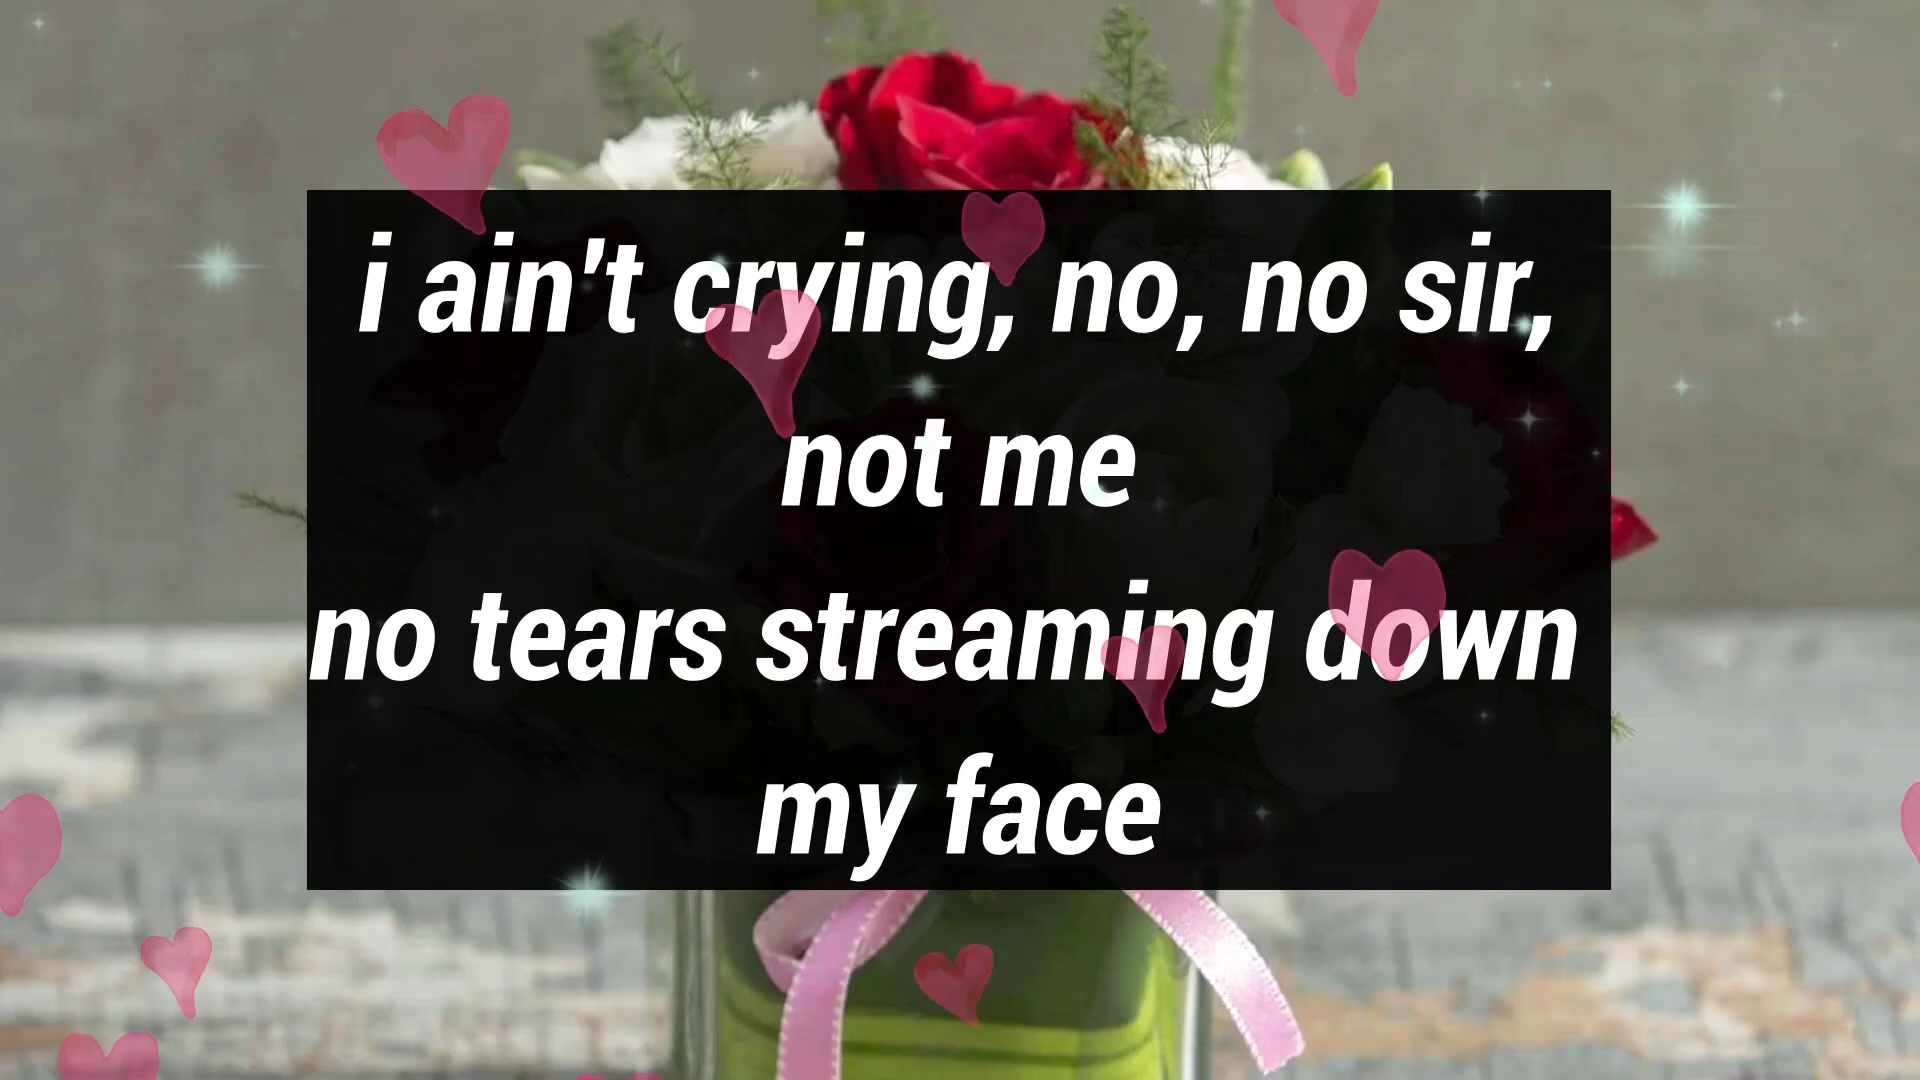 i ain't crying, no, no sir,
not me
no tears streaming down
my face